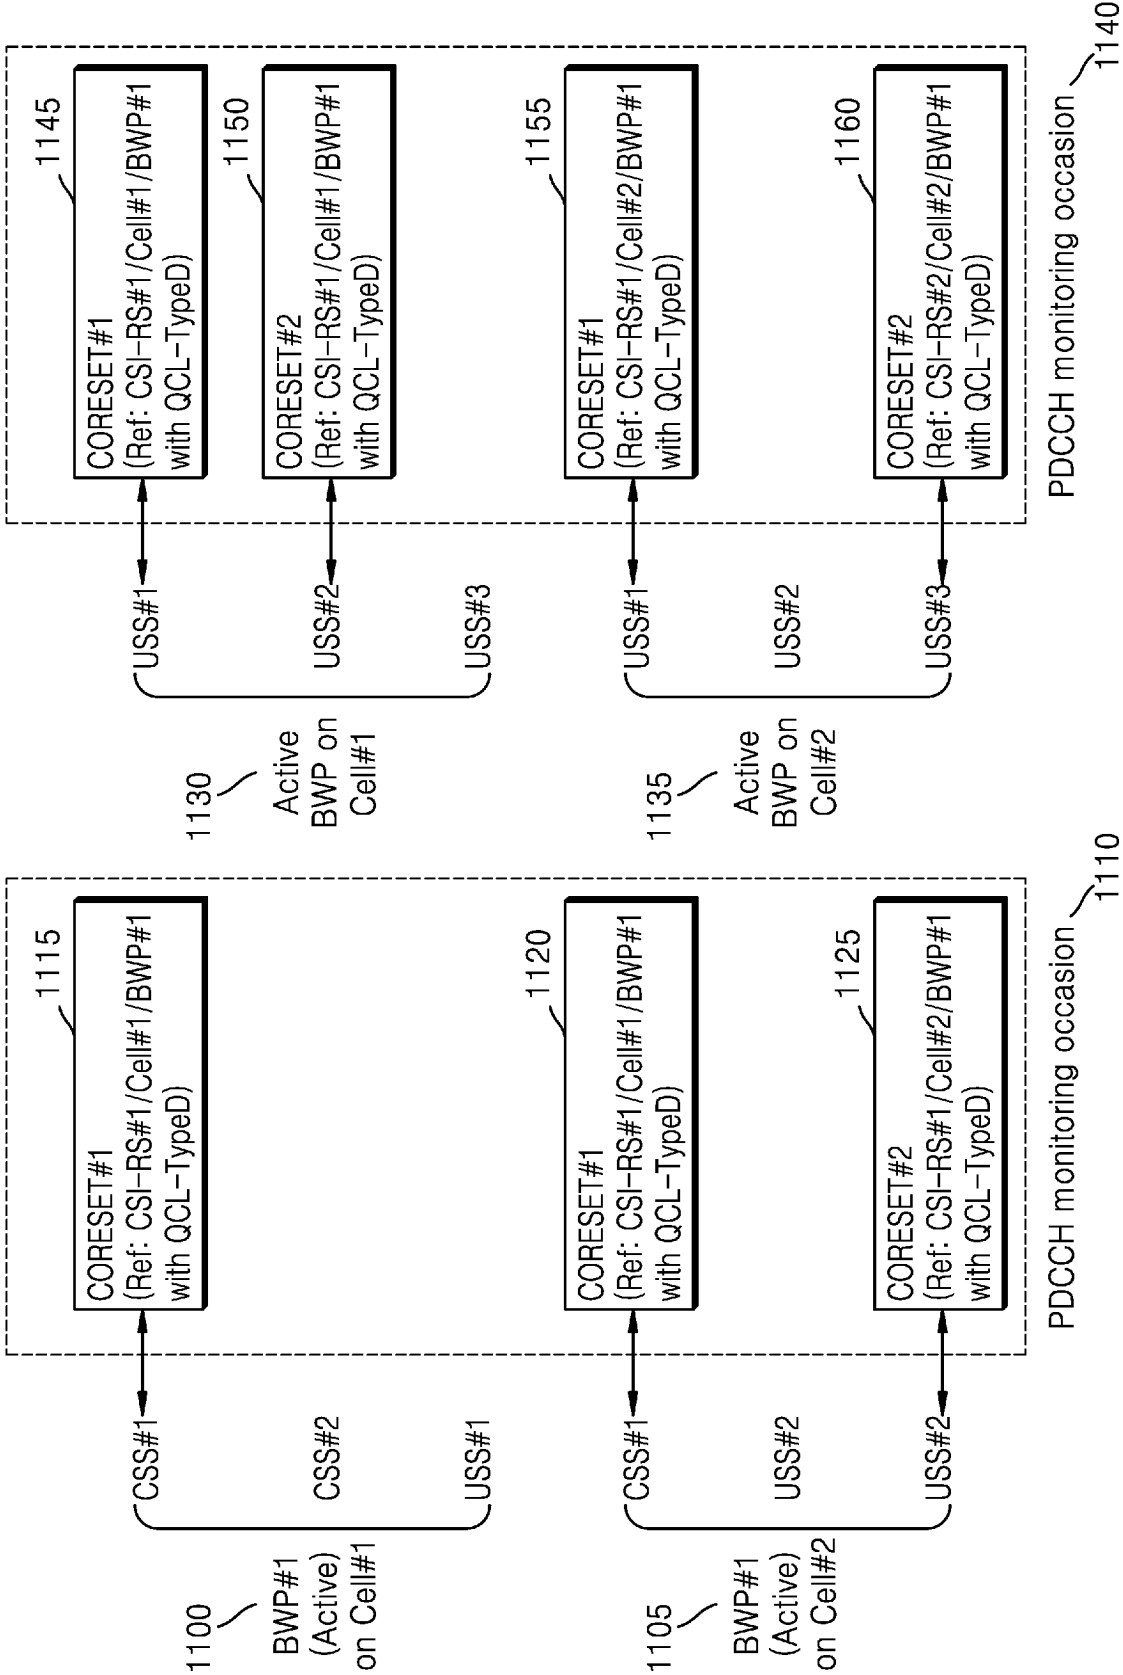 1100
BWP#1
(Active)
on Cell#1
CSS#1
CSS#2
USS#1
1115
CORESET#1
(Ref: CSI-RS#1/Cell#1/BWP#1
with QCL-TypeD)
1105
BWP#1
(Active)
on Cell#2
CSS#1
USS#2
USS#2
1120
CORESET#1
(Ref: CSI-RS#1/Cell#1/BWP#1
with QCL-TypeD)
1125
CORESET#2
(Ref: CSI-RS#1/Cell#2/BWP#1
with QCL-TypeD)
PDCCH monitoring occasion
1110
1130
Active
BWP on
Cell#1
USS#1
USS#2
USS#3
1145
CORESET#1
(Ref: CSI-RS#1/Cell#1/BWP#1
with QCL-TypeD)
1150
CORESET#2
(Ref: CSI-RS#1/Cell#1/BWP#1
with QCL-TypeD)
1135
Active
BWP on
Cell#2
USS#1
USS#2
USS#3
1155
CORESET#1
(Ref: CSI-RS#1/Cell#2/BWP#1
with QCL-TypeD)
1160
CORESET#2
(Ref: CSI-RS#2/Cell#2/BWP#1
with QCL-TypeD)
PDCCH monitoring occasion
1140